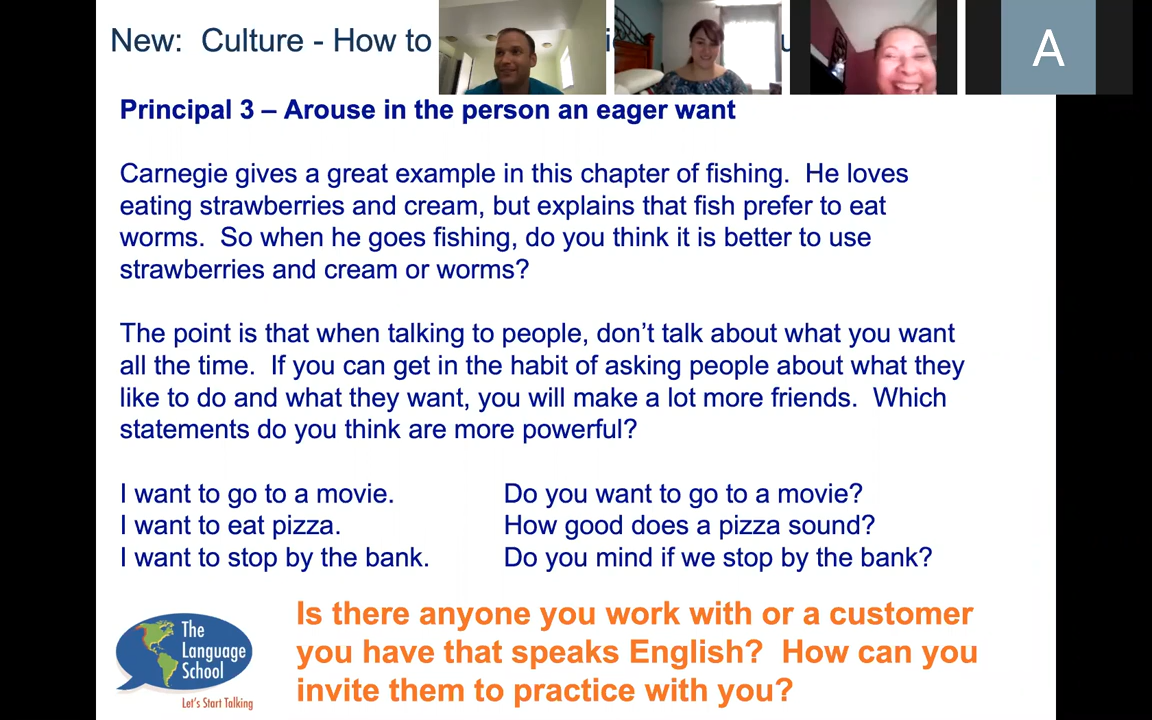 New: Culture - How to
A
Principal 3 – Arouse in the person an eager want
Carnegie gives a great example in this chapter of fishing. He loves
eating strawberries and cream, but explains that fish prefer to eat
worms. So when he goes fishing, do you think it is better to use
strawberries and cream or worms?
The point is that when talking to people, don’t talk about what you want
all the time. If you can get in the habit of asking people about what they
like to do and what they want, you will make a lot more friends. Which
statements do you think are more powerful?
I want to go to a movie. Do you want to go to a movie?
I want to eat pizza. How good does a pizza sound?
I want to stop by the bank. Do you mind if we stop by the bank?
Is there anyone you work with or a customer
you have that speaks English? How can you
invite them to practice with you?
The
Language
School
Let's Start Talking